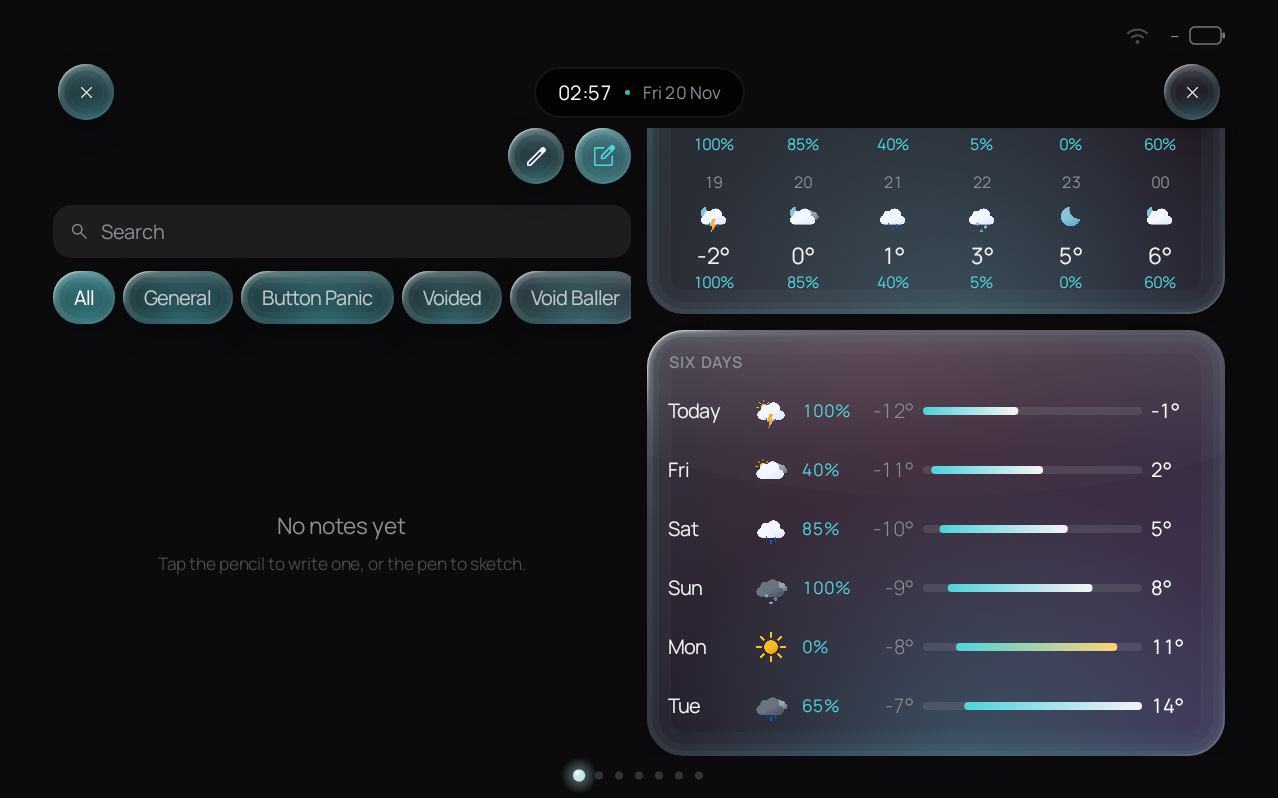 –
02:57 • Fri 20 Nov
Search
All General Button Panic Voided Void Baller
No notes yet
Tap the pencil to write one, or the pen to sketch.
100% 85% 40% 5% 0% 60%
19 20 21 22 23 00
-2° 0° 1° 3° 5° 6°
100% 85% 40% 5% 0% 60%
SIX DAYS
Today 100% -12° -1°
Fri 40% -11° 2°
Sat 85% -10° 5°
Sun 100% -9° 8°
Mon 0% -8° 11°
Tue 65% -7° 14°